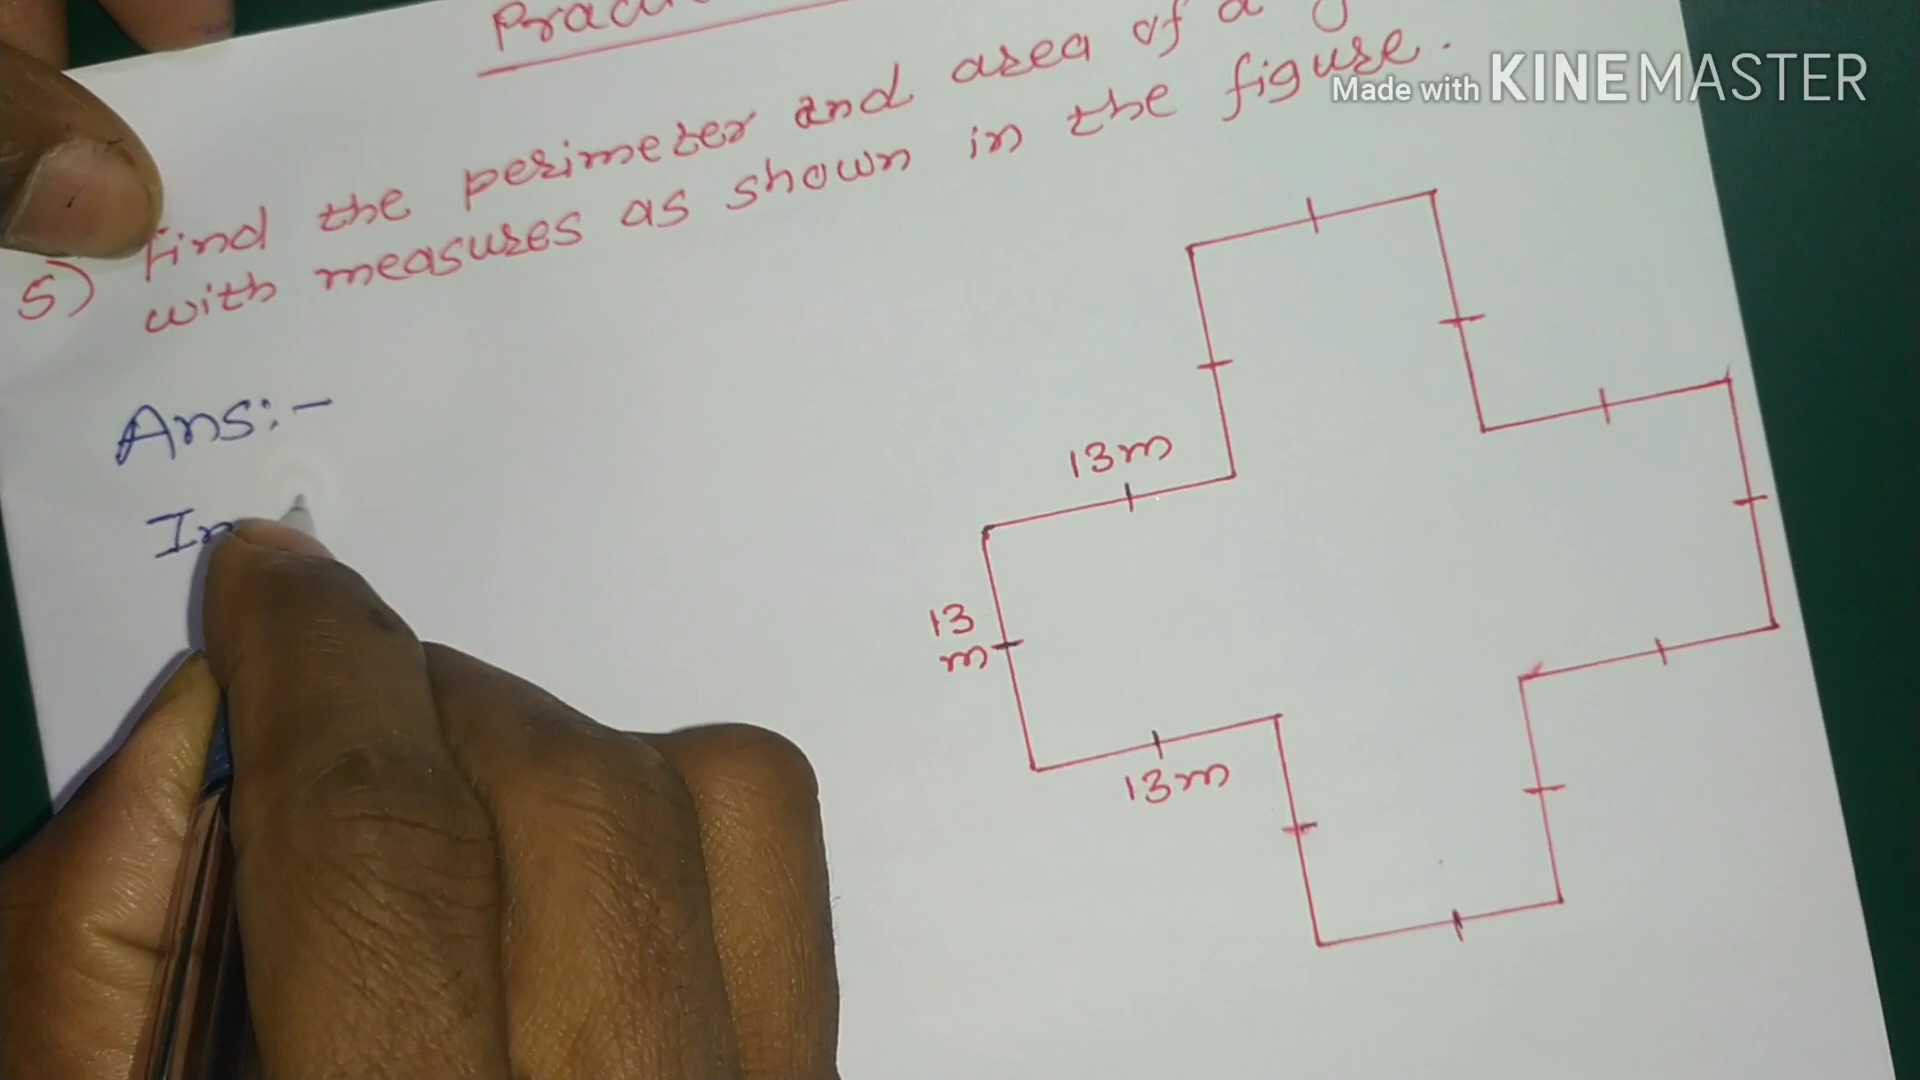 Made with KINEMASTER
5) Find the perimeter and area of a
with measures as shown in the figure.
Ans:-
13m
13
m
13m